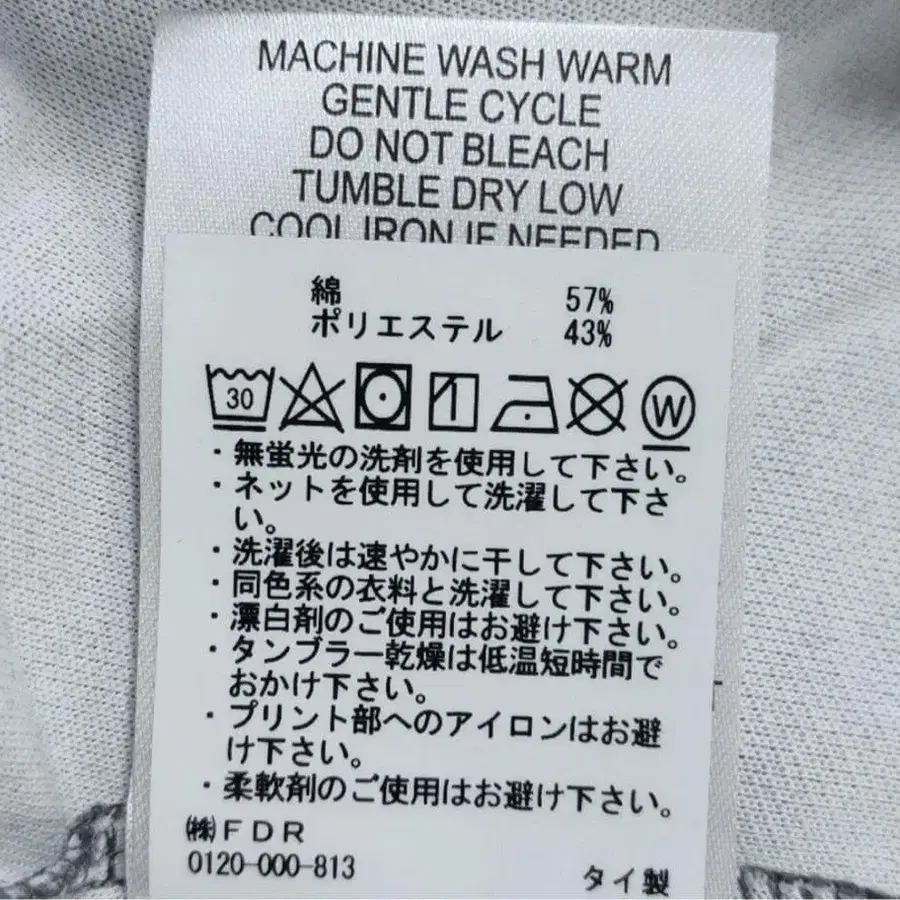 MACHINE WASH WARM
GENTLE CYCLE
DO NOT BLEACH
TUMBLE DRY LOW
COOL IRON IF NEEDED
綿 57%
ポリエステル 43%
30 W
・無蛍光の洗剤を使用して下さい。
・ネットを使用して洗濯して下さ
い。
・洗濯後は速やかに干して下さい。
・同色系の衣料と洗濯して下さい。
・漂白剤のご使用はお避け下さい。
・タンブラー乾燥は低温短時間で
おかけ下さい。
・プリント部へのアイロンはお避
け下さい。
・柔軟剤のご使用はお避け下さい。
㈱FDR
0120-000-813
タイ製